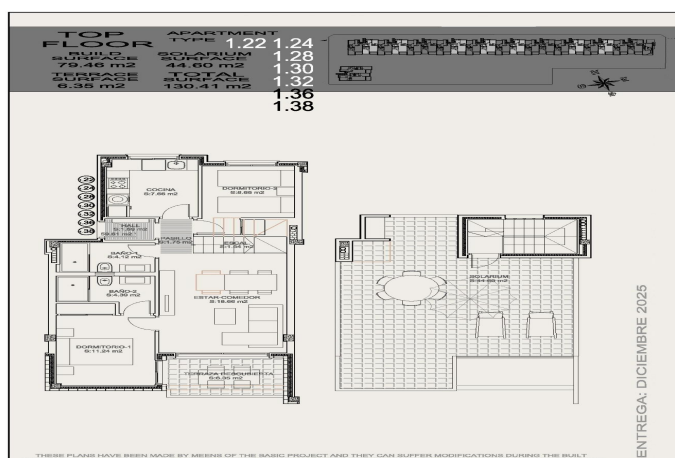 TOP
FLOOR
APARTMENT
TYPE
1.22 1.24
1.28
1.30
1.32
1.36
1.38
BUILD
SURFACE
79.46 m2
SOLARIUM
SURFACE
44.60 m2
TERRACE
SURFACE
6.35 m2
TOTAL
SURFACE
130.41 m2
COCINA
S:7.66 m2
DORMITORIO-2
HALL
PASILLO
S:1.75 m2
ESCAL.
BAÑO-1
S:4.12 m2
BAÑO-2
S:4.39 m2
ESTAR-COMEDOR
DORMITORIO-1
S:11.24 m2
TERRAZA DESCUBIERTA
S:6.35 m2
SOLARIUM
S:44.60 m2
ENTREGA: DICIEMBRE 2025
THESE PLANS HAVE BEEN MADE BY MEENS OF THE BASIC PROJECT AND THEY CAN SUFFER MODIFICATIONS DURING THE BUILT